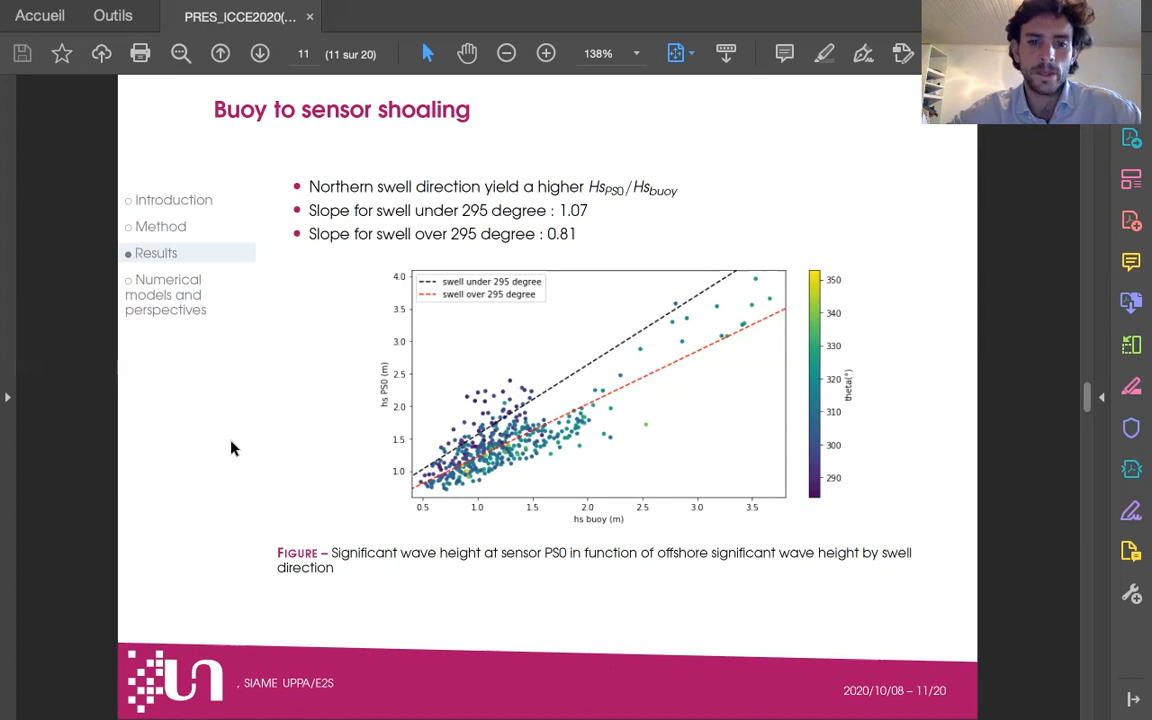 Accueil
Outils
PRES_ICCE2020(...
×
11
(11 sur 20)
138%
Buoy to sensor shoaling
Introduction
Method
Results
Numerical
models and
perspectives
• Northern swell direction yield a higher HsPS0/Hsbuoy
• Slope for swell under 295 degree : 1.07
• Slope for swell over 295 degree : 0.81
swell under 295 degree
swell over 295 degree
4.0
3.5
3.0
2.5
2.0
1.5
1.0
hs PS0 (m)
0.5 1.0 1.5 2.0 2.5 3.0 3.5
hs buoy (m)
350
340
330
320
310
300
290
theta(°)
FIGURE – Significant wave height at sensor PS0 in function of offshore significant wave height by swell
direction
, SIAME UPPA/E2S
2020/10/08 – 11/20